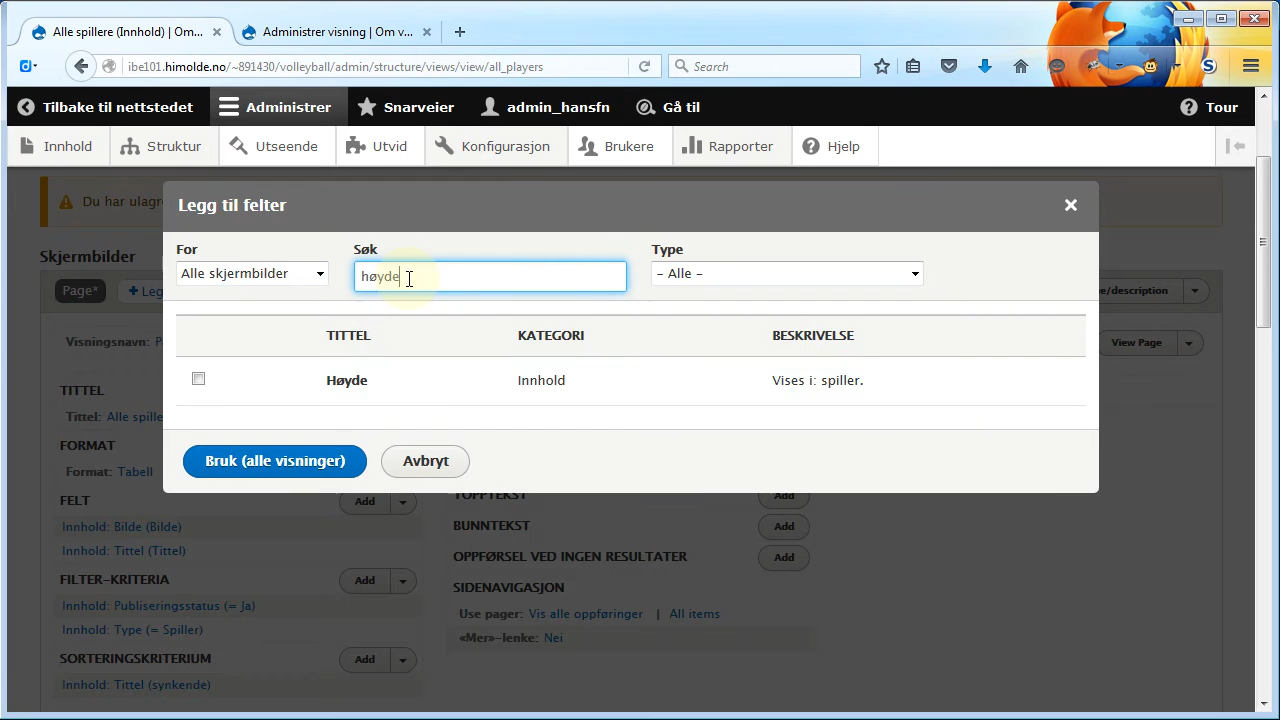 Alle spillere (Innhold) | Om...
Administrer visning | Om v...
ibe101.himolde.no/~891430/volleyball/admin/structure/views/view/all_players
Search
Tilbake til nettstedet
Administrer
Snarveier
admin_hansfn
Gå til
Tour
Innhold
Struktur
Utseende
Utvid
Konfigurasjon
Brukere
Rapporter
Hjelp
Du har ulagre
Legg til felter
For
Søk
Type
Alle skjermbilder
høyde
- Alle -
TITTEL
KATEGORI
BESKRIVELSE
Høyde
Innhold
Vises i: spiller.
Bruk (alle visninger)
Avbryt
Skjermbilder
Page*
Leg
e/description
Visningsnavn: P
View Page
TITTEL
Tittel: Alle spille
FORMAT
Format: Tabell
FELT
Add
Innhold: Bilde (Bilde)
Innhold: Tittel (Tittel)
FILTER-KRITERIA
Add
Innhold: Publiseringsstatus (= Ja)
Innhold: Type (= Spiller)
SORTERINGSKRITERIUM
Add
Innhold: Tittel (synkende)
TOPPTEKST
Add
BUNNTEKST
Add
OPPFØRSEL VED INGEN RESULTATER
Add
SIDENAVIGASJON
Use pager: Vis alle oppføringer | All items
«Mer»-lenke: Nei